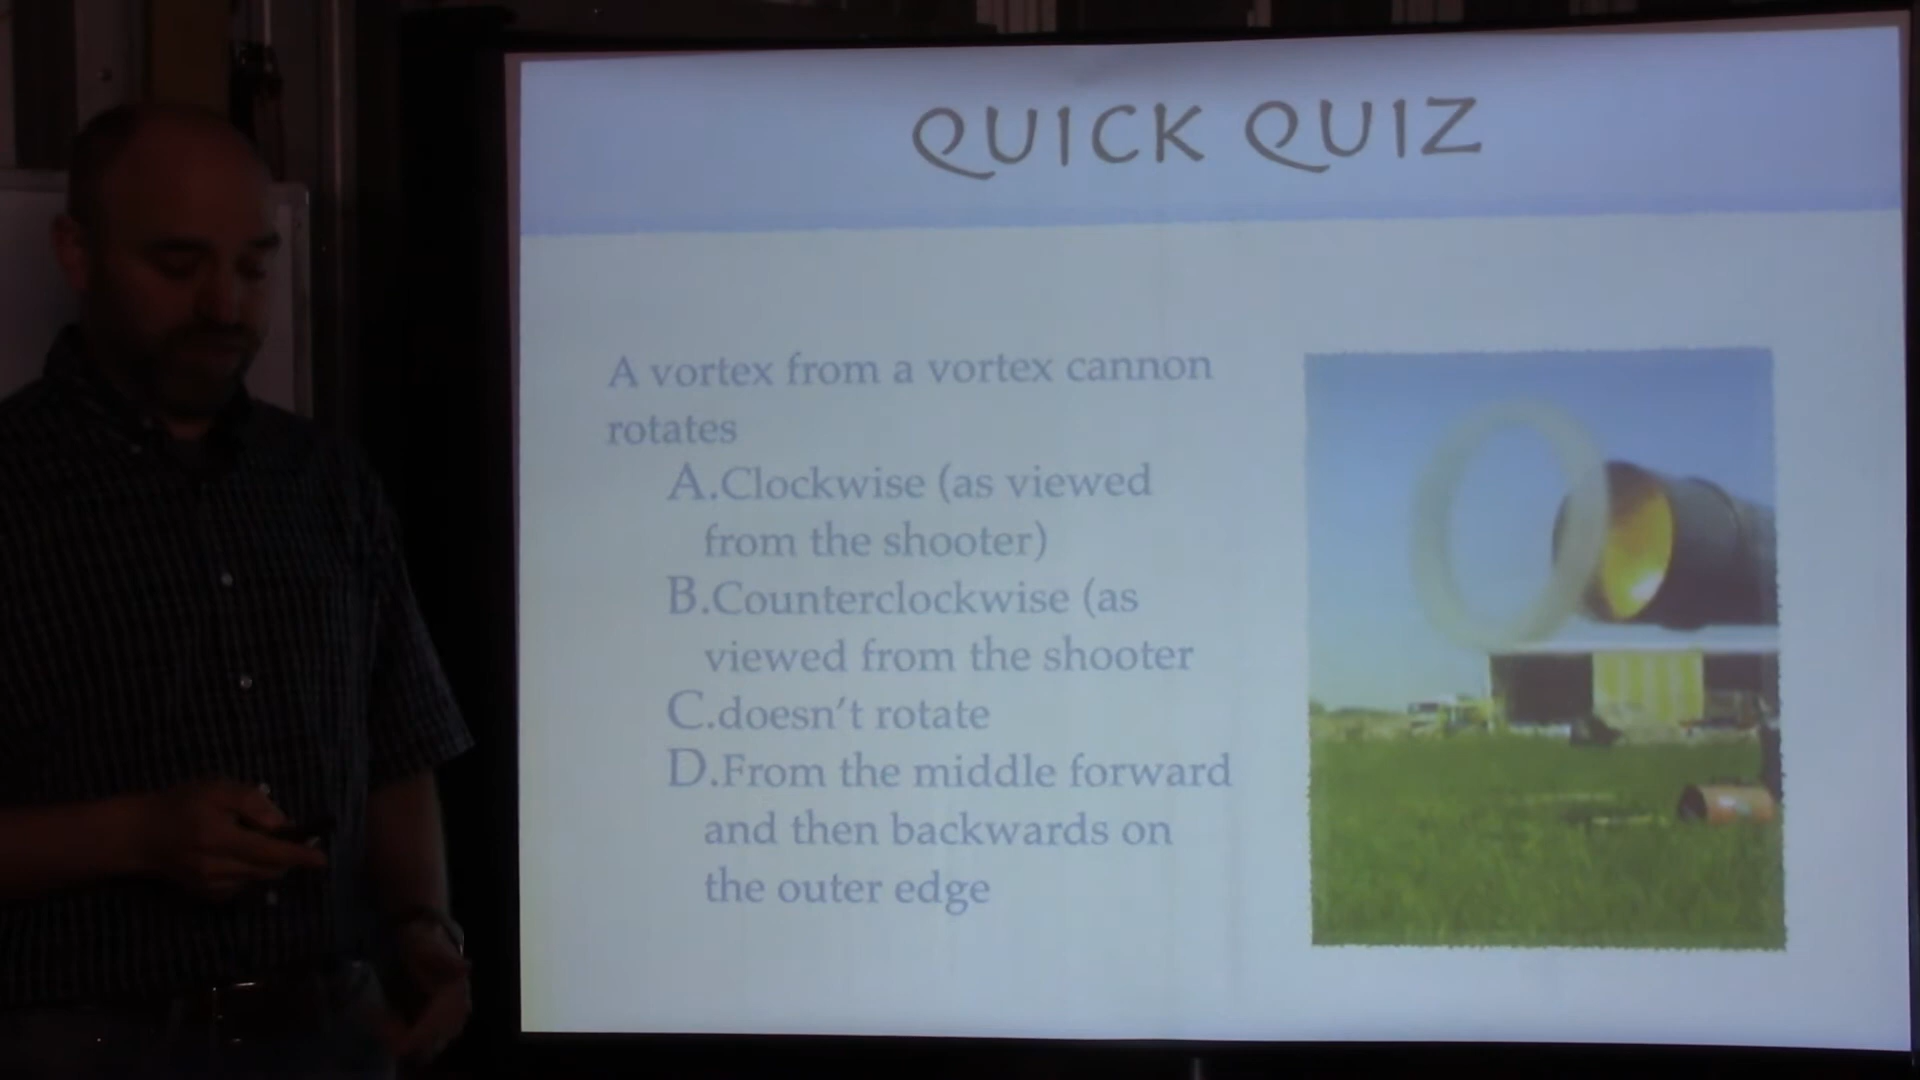 QUICK QUIZ
A vortex from a vortex cannon
rotates
A.Clockwise (as viewed
from the shooter)
B.Counterclockwise (as
viewed from the shooter
C.doesn't rotate
D.From the middle forward
and then backwards on
the outer edge